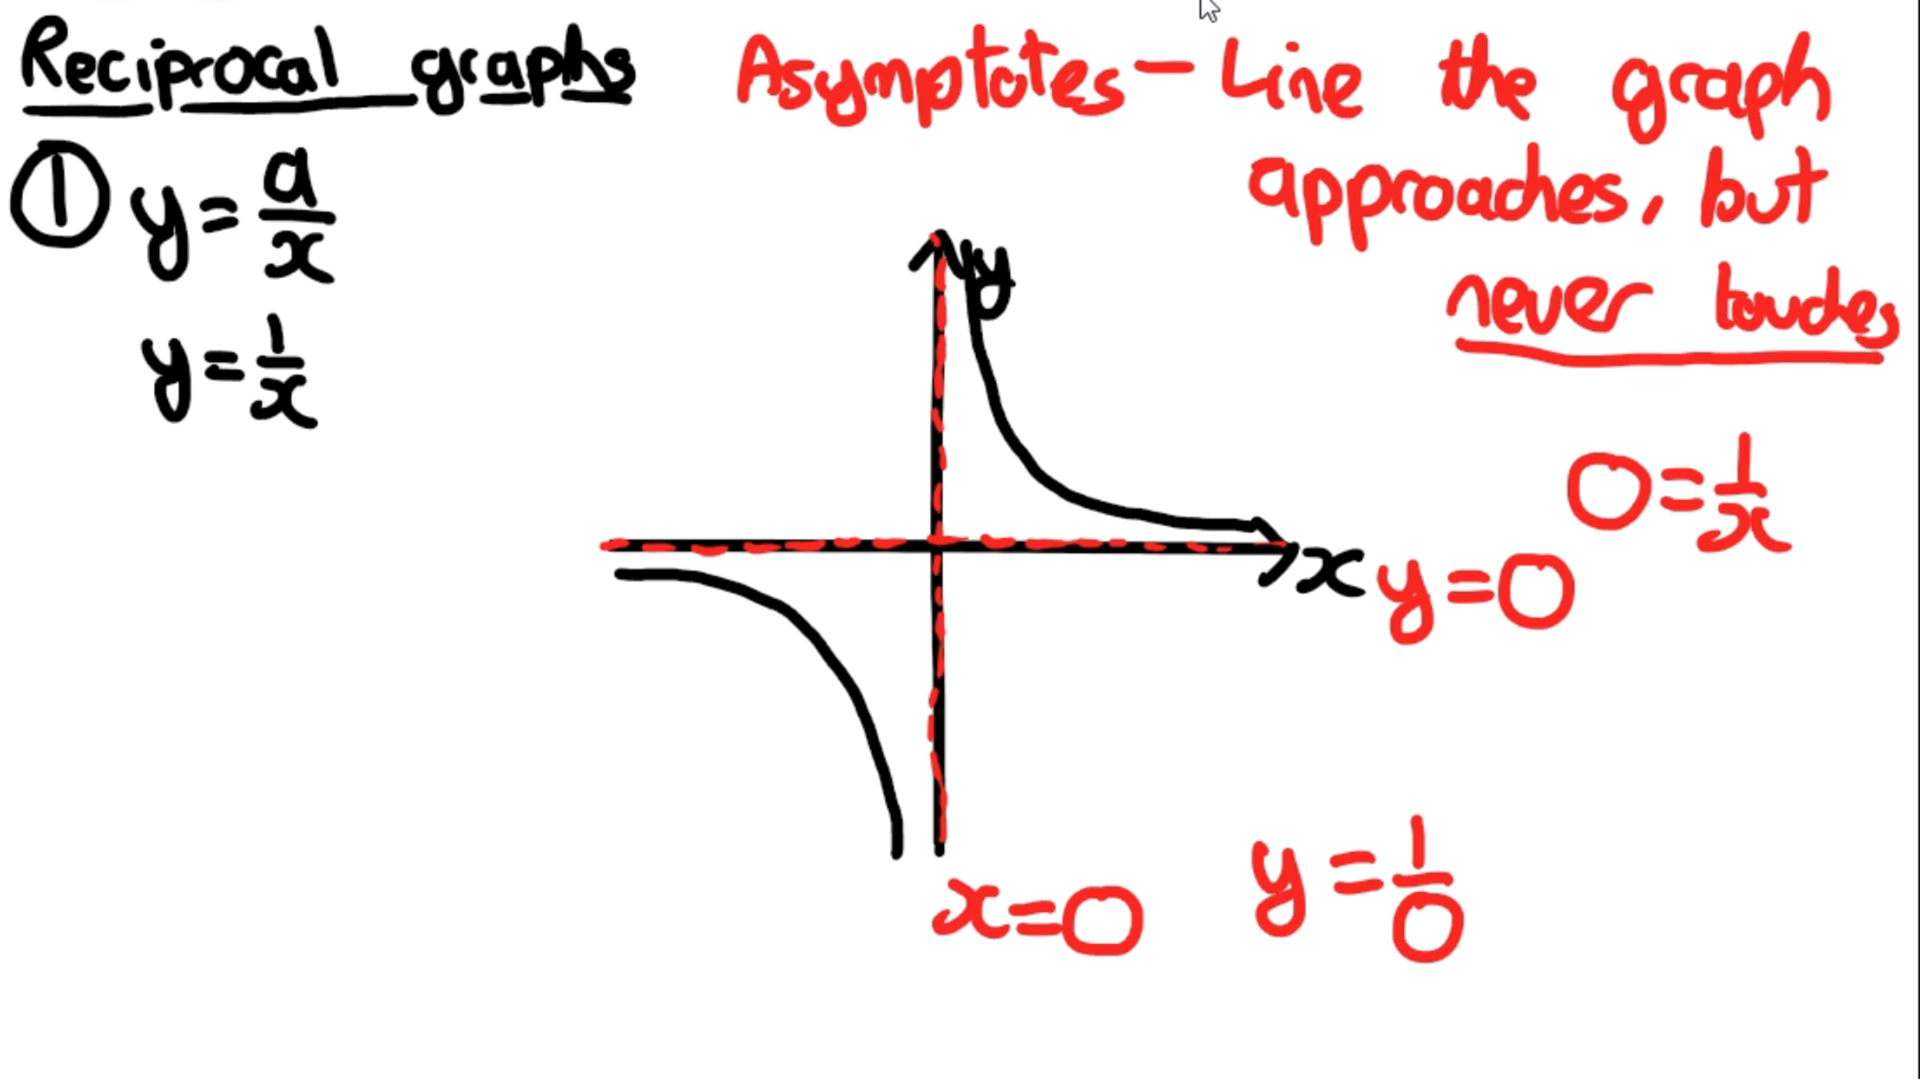 Reciprocal graphs
Asymptotes - Line the graph
approaches, but
never touches
① y = a/x
y = 1/x
y
x
y=0
0 = 1/x
x=0
y = 1/0